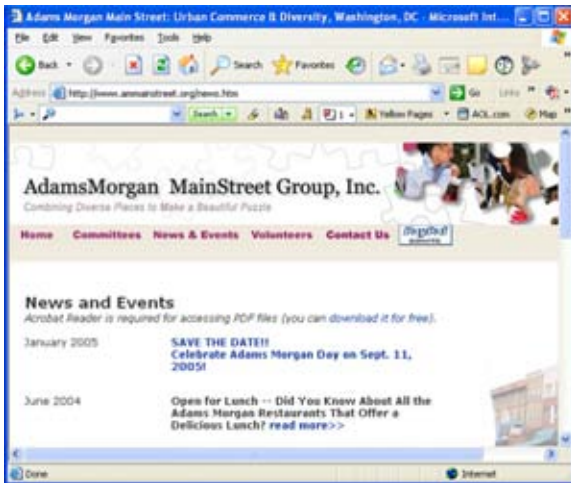 Adams Morgan Main Street: Urban Commerce & Diversity, Washington, DC - Microsoft Int...
File Edit View Favorites Tools Help
Back Search Favorites
Address http://www.ammainstreet.org/news.htm Go Links
Search 1 Yellow Pages AOL.com Map
AdamsMorgan MainStreet Group, Inc.
Combining Diverse Pieces to Make a Beautiful Puzzle
Home Committees News & Events Volunteers Contact Us
News and Events
Acrobat Reader is required for accessing PDF files (you can download it for free).
January 2005 SAVE THE DATE!!
Celebrate Adams Morgan Day on Sept. 11,
2005!
June 2004 Open for Lunch -- Did You Know About All the
Adams Morgan Restaurants That Offer a
Delicious Lunch? read more>>
Done Internet